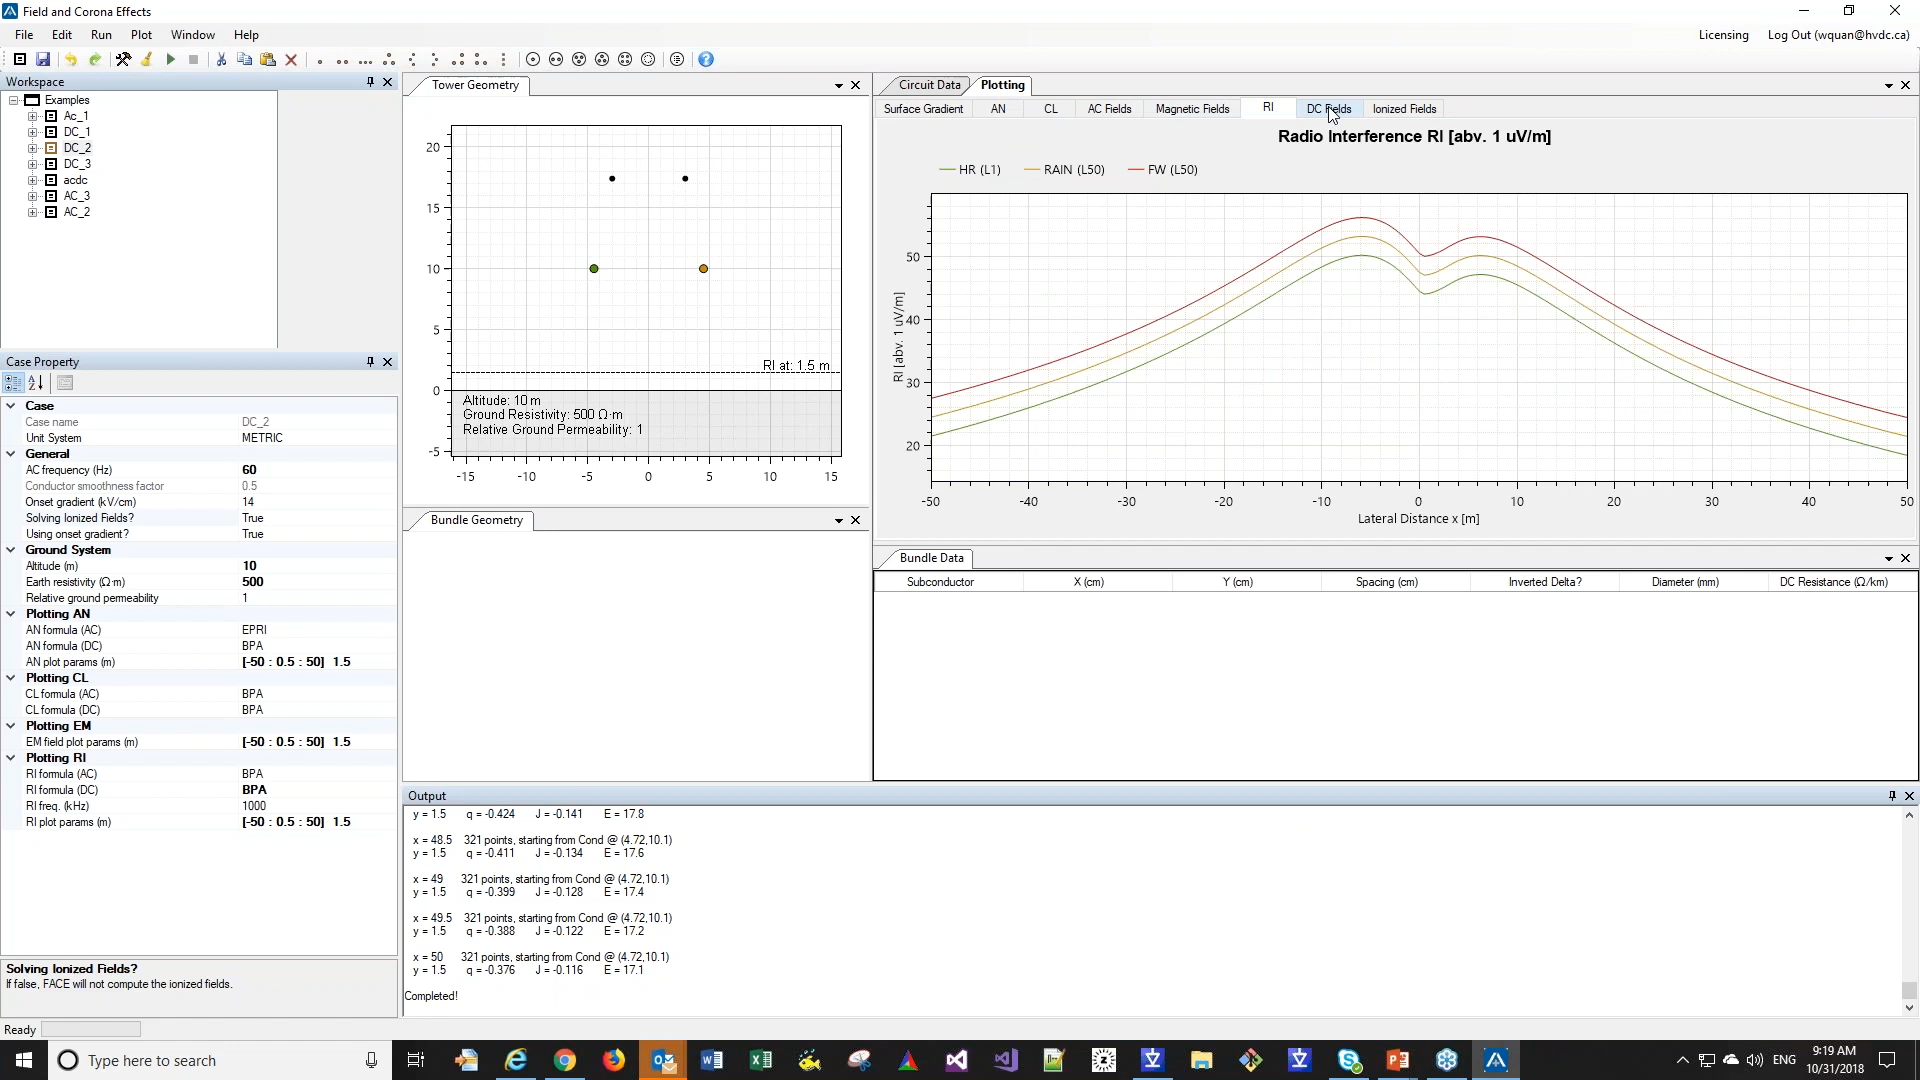 Field and Corona Effects
File Edit Run Plot Window Help
Licensing Log Out (wquan@hvdc.ca)
Workspace
Examples
Ac_1
DC_1
DC_2
DC_3
acdc
AC_3
AC_2
Case Property
Case
Case name DC_2
Unit System METRIC
General
AC frequency (Hz) 60
Conductor smoothness factor 0.5
Onset gradient (kV/cm) 14
Solving Ionized Fields? True
Using onset gradient? True
Ground System
Altitude (m) 10
Earth resistivity (Ω·m) 500
Relative ground permeability 1
Plotting AN
AN formula (AC) EPRI
AN formula (DC) BPA
AN plot params (m) [-50 : 0.5 : 50] 1.5
Plotting CL
CL formula (AC) BPA
CL formula (DC) BPA
Plotting EM
EM field plot params (m) [-50 : 0.5 : 50] 1.5
Plotting RI
RI formula (AC) BPA
RI formula (DC) BPA
RI freq. (kHz) 1000
RI plot params (m) [-50 : 0.5 : 50] 1.5
Solving Ionized Fields?
If false, FACE will not compute the ionized fields.
Ready
Tower Geometry
20
15
10
5
0
-5
RI at: 1.5 m
Altitude: 10 m
Ground Resistivity: 500 Ω·m
Relative Ground Permeability: 1
-15 -10 -5 0 5 10 15
Bundle Geometry
Circuit Data Plotting
Surface Gradient AN CL AC Fields Magnetic Fields RI DC Fields Ionized Fields
Radio Interference RI [abv. 1 uV/m]
HR (L1) RAIN (L50) FW (L50)
RI [abv. 1 uV/m]
50
40
30
20
-50 -40 -30 -20 -10 0 10 20 30 40 50
Lateral Distance x [m]
Bundle Data
Subconductor X (cm) Y (cm) Spacing (cm) Inverted Delta? Diameter (mm) DC Resistance (Ω/km)
Output
y = 1.5 q = -0.424 J = -0.141 E = 17.8
x = 48.5 321 points, starting from Cond @ (4.72,10.1)
y = 1.5 q = -0.411 J = -0.134 E = 17.6
x = 49 321 points, starting from Cond @ (4.72,10.1)
y = 1.5 q = -0.399 J = -0.128 E = 17.4
x = 49.5 321 points, starting from Cond @ (4.72,10.1)
y = 1.5 q = -0.388 J = -0.122 E = 17.2
x = 50 321 points, starting from Cond @ (4.72,10.1)
y = 1.5 q = -0.376 J = -0.116 E = 17.1
Completed!
Type here to search
ENG
9:19 AM
10/31/2018